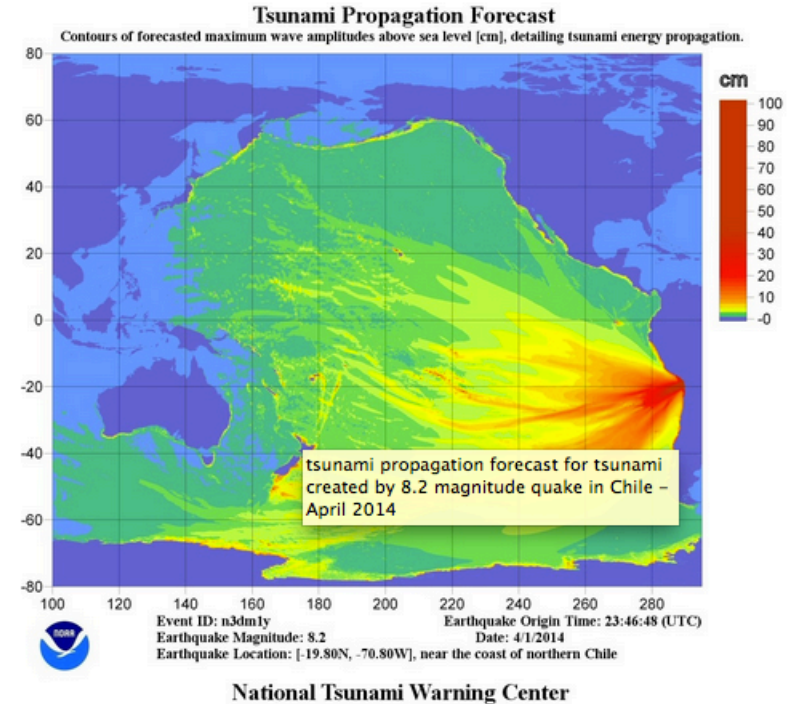 Tsunami Propagation Forecast
Contours of forecasted maximum wave amplitudes above sea level [cm], detailing tsunami energy propagation.
cm
80
60
40
20
0
-20
-40
-60
-80
100
90
80
70
60
50
40
30
20
10
-0
tsunami propagation forecast for tsunami
created by 8.2 magnitude quake in Chile –
April 2014
100 120 140 160 180 200 220 240 260 280
Event ID: n3dm1y Earthquake Origin Time: 23:46:48 (UTC)
Earthquake Magnitude: 8.2 Date: 4/1/2014
Earthquake Location: [-19.80N, -70.80W], near the coast of northern Chile
NOAA
National Tsunami Warning Center